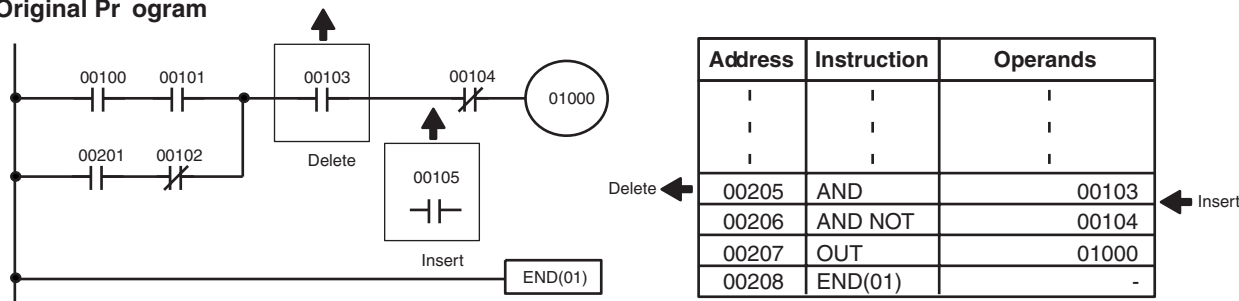 Original Pr ogram
00100 00101 00103 00104
01000
00201 00102
Delete
00105
Insert
END(01)
Address Instruction Operands
Delete
00205 AND 00103
Insert
00206 AND NOT 00104
00207 OUT 01000
00208 END(01) -